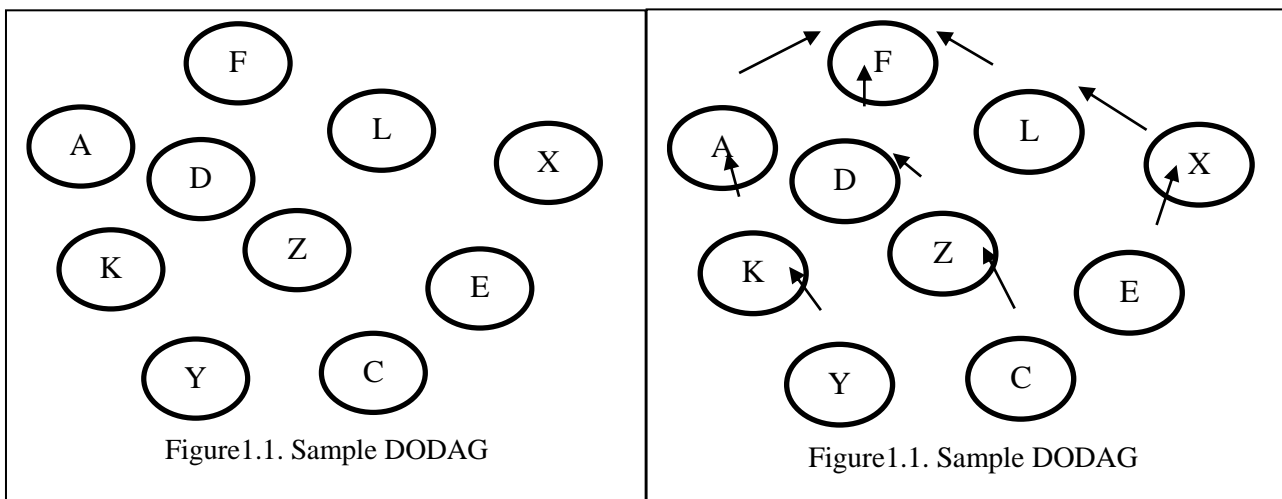 F
A
L
D
X
K
Z
E
Y
C
Figure1.1. Sample DODAG
F
A
L
D
X
K
Z
E
Y
C
Figure1.1. Sample DODAG